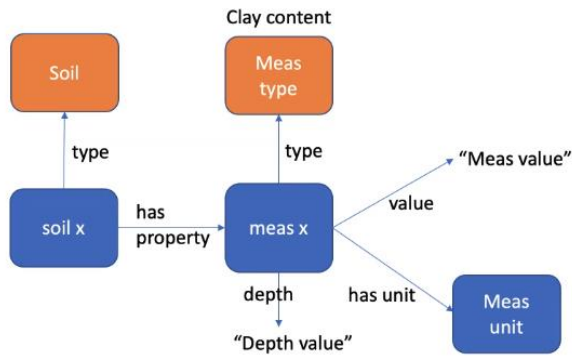 Clay content
Soil
Meas
type
type
type
"Meas value"
value
soil x
has
property
meas x
depth
has unit
Meas
unit
"Depth value"